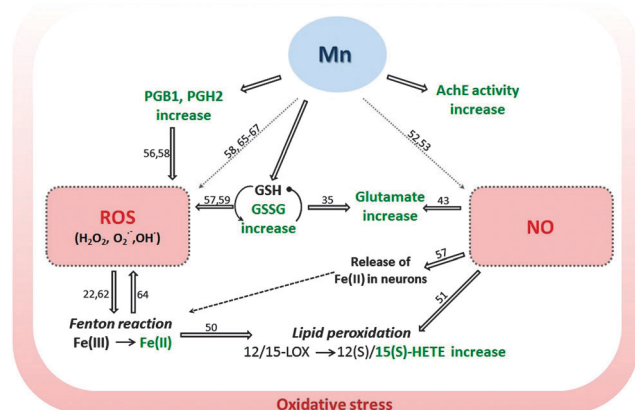 Mn
PGB1, PGH2
increase
AchE activity
increase
56,58
58, 65-67
52,53
ROS
(H₂O₂, O₂˙⁻,OH˙)
57,59
GSH
GSSG
increase
35
Glutamate
increase
43
NO
57
Release of
Fe(II) in neurons
51
22,62
64
Fenton reaction
Fe(III) → Fe(II)
50
Lipid peroxidation
12/15-LOX → 12(S)/15(S)-HETE increase
Oxidative stress